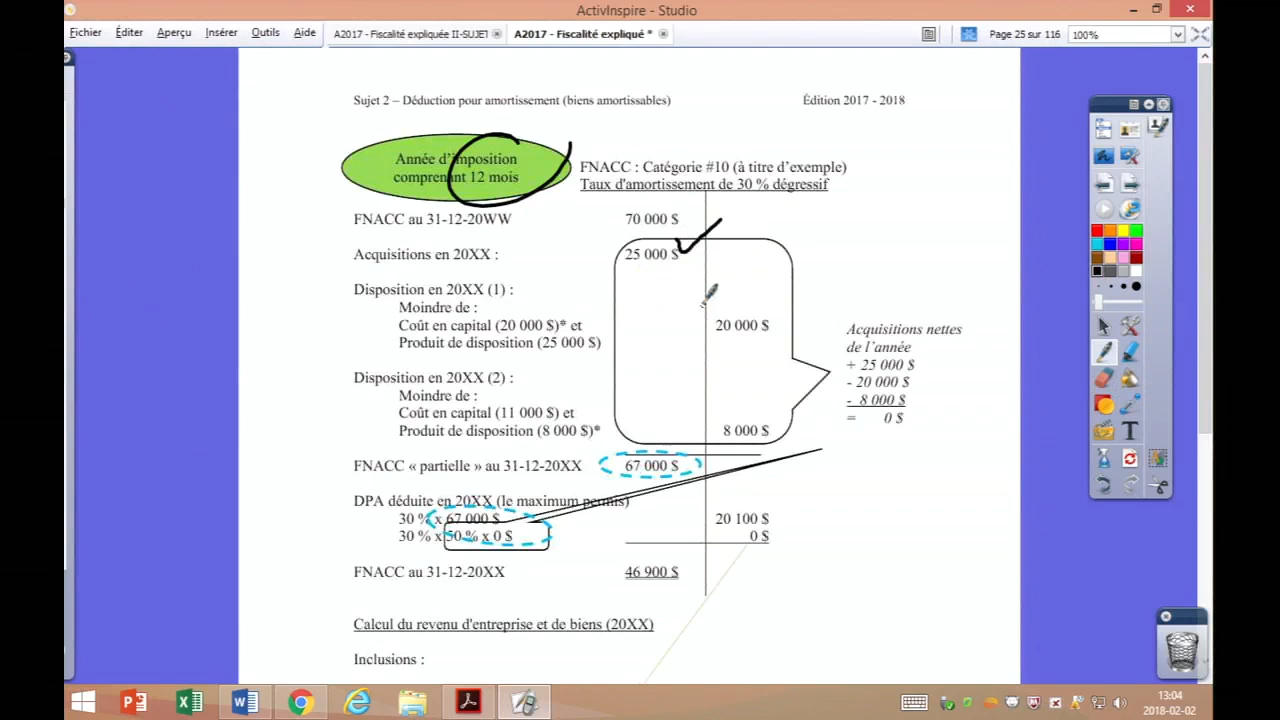 ActivInspire - Studio
Fichier Éditer Aperçu Insérer Outils Aide
A2017 - Fiscalité expliquée II-SUJET
A2017 - Fiscalité expliqué *
Page 25 sur 116
100%
Sujet 2 – Déduction pour amortissement (biens amortissables) Édition 2017 - 2018
Année d'imposition
comprenant 12 mois
FNACC : Catégorie #10 (à titre d'exemple)
Taux d'amortissement de 30 % dégressif
FNACC au 31-12-20WW 70 000 $
Acquisitions en 20XX : 25 000 $
Disposition en 20XX (1) :
Moindre de :
Coût en capital (20 000 $)* et 20 000 $
Produit de disposition (25 000 $)
Disposition en 20XX (2) :
Moindre de :
Coût en capital (11 000 $) et
Produit de disposition (8 000 $)* 8 000 $
Acquisitions nettes
de l'année
+ 25 000 $
- 20 000 $
- 8 000 $
= 0 $
FNACC « partielle » au 31-12-20XX 67 000 $
DPA déduite en 20XX (le maximum permis)
30 % x 67 000 $ 20 100 $
30 % x 50 % x 0 $ 0 $
FNACC au 31-12-20XX 46 900 $
Calcul du revenu d'entreprise et de biens (20XX)
Inclusions :
13:04
2018-02-02